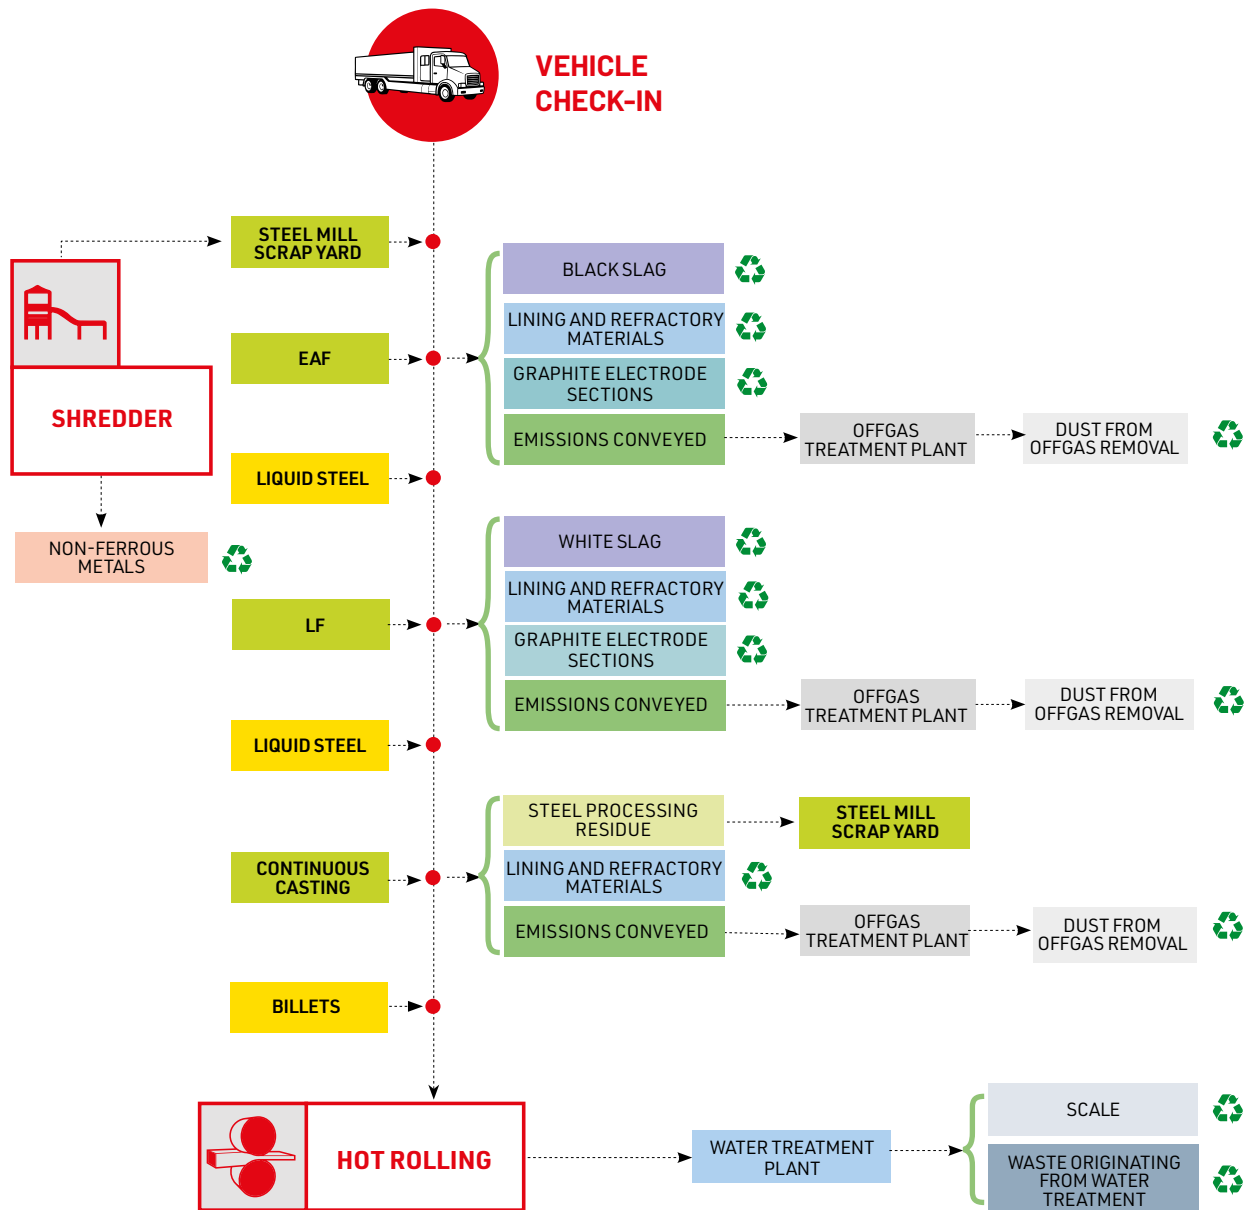 VEHICLE
CHECK-IN
STEEL MILL
SCRAP YARD
BLACK SLAG
LINING AND REFRACTORY
MATERIALS
EAF
GRAPHITE ELECTRODE
SECTIONS
SHREDDER
EMISSIONS CONVEYED
OFFGAS
TREATMENT PLANT
DUST FROM
OFFGAS REMOVAL
LIQUID STEEL
NON-FERROUS
METALS
WHITE SLAG
LINING AND REFRACTORY
MATERIALS
LF
GRAPHITE ELECTRODE
SECTIONS
EMISSIONS CONVEYED
OFFGAS
TREATMENT PLANT
DUST FROM
OFFGAS REMOVAL
LIQUID STEEL
STEEL PROCESSING
RESIDUE
STEEL MILL
SCRAP YARD
CONTINUOUS
CASTING
LINING AND REFRACTORY
MATERIALS
EMISSIONS CONVEYED
OFFGAS
TREATMENT PLANT
DUST FROM
OFFGAS REMOVAL
BILLETS
HOT ROLLING
WATER TREATMENT
PLANT
SCALE
WASTE ORIGINATING
FROM WATER
TREATMENT